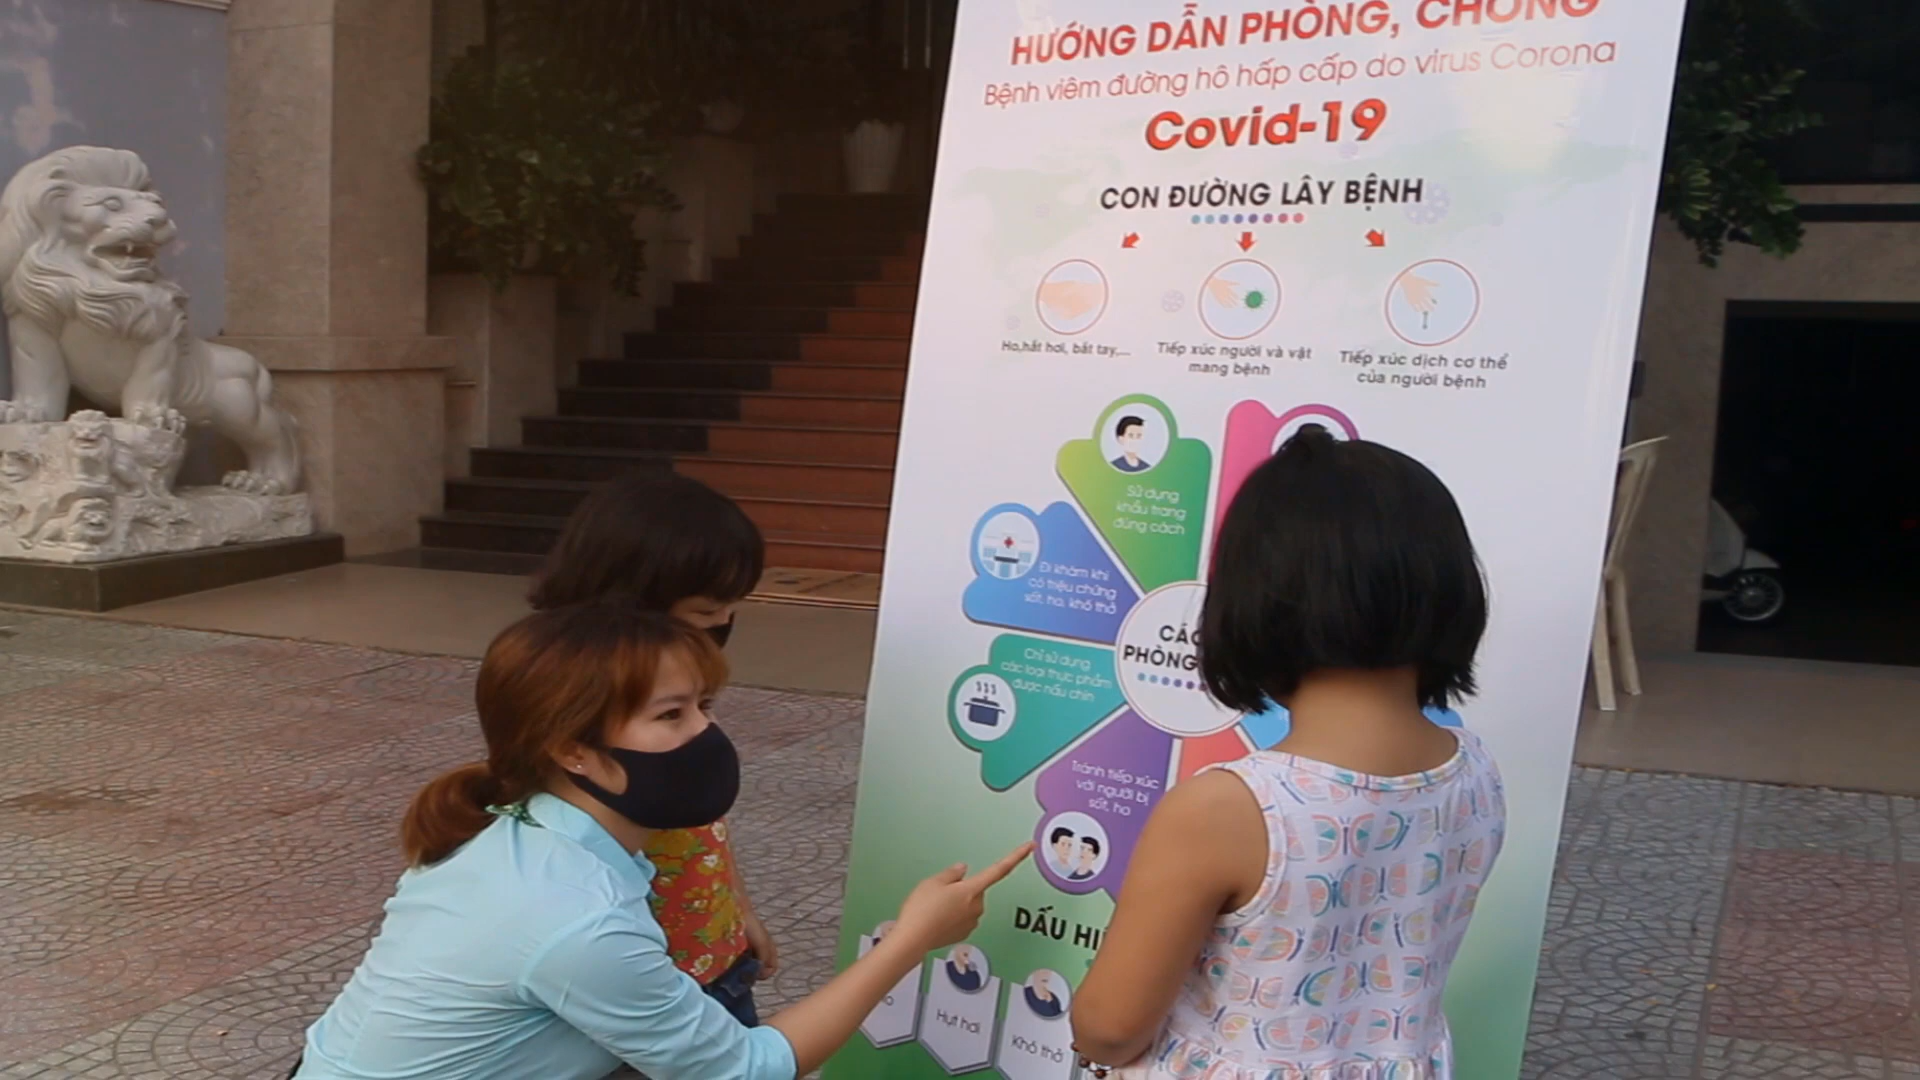 HƯỚNG DẪN PHÒNG, CHỐNG
Bệnh viêm đường hô hấp cấp do virus Corona
Covid-19
CON ĐƯỜNG LÂY BỆNH
Ho,hắt hơi, bắt tay,...
Tiếp xúc người và vật
mang bệnh
Tiếp xúc dịch cơ thể
của người bệnh
Sử dụng
khẩu trang
đúng cách
Đi khám khi
có triệu chứng
sốt, ho, khó thở
Chỉ sử dụng
các loại thực phẩm
được nấu chín
PHÒNG
Tránh tiếp xúc
với người bị
sốt, ho
DẤU
Hụt hơi
Khó thở